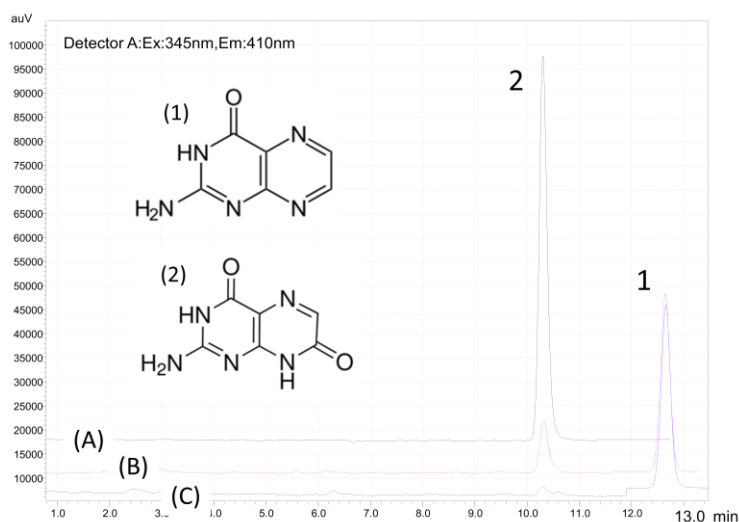 auV
Detector A:Ex:345nm,Em:410nm
100000
95000
90000
85000
80000
75000
70000
65000
60000
55000
50000
45000
40000
35000
30000
25000
20000
15000
10000
2
1
(1)
O
HN
N
H₂N
N
N
(2)
O
HN
N
H₂N
N
N
H
O
(A)
(B)
(C)
1.0 2.0 3.0 4.0 5.0 6.0 7.0 8.0 9.0 10.0 11.0 12.0 13.0 min